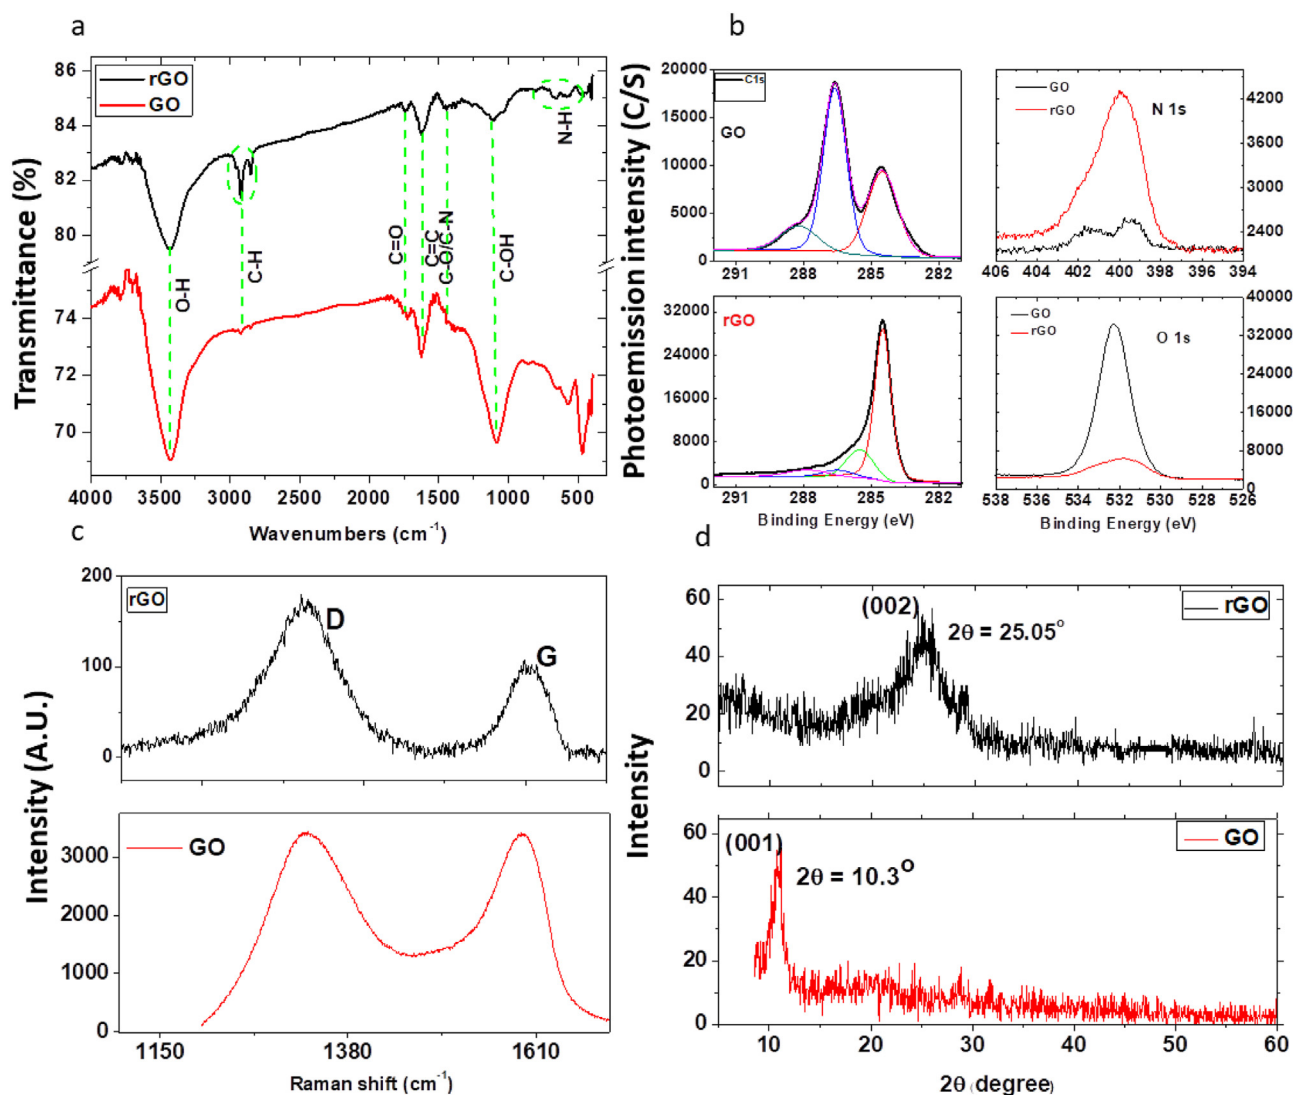 a
86
84
82
80
74
72
70
rGO
GO
O-H
C-H
C=O
C=C
C-O/C-N
C-OH
N-H
Transmittance (%)
4000 3500 3000 2500 2000 1500 1000 500
Wavenumbers (cm-1)
b
Photoemission intensity (C/S)
20000
15000
10000
5000
0
C1s
GO
291 288 285 282
GO
rGO
N 1s
4200
3600
3000
2400
406 404 402 400 398 396 394
32000
24000
16000
8000
0
rGO
291 288 285 282
Binding Energy (eV)
GO
rGO
O 1s
40000
32000
24000
16000
8000
0
538 536 534 532 530 528 526
Binding Energy (eV)
c
Intensity (A.U.)
200
100
0
rGO
D
G
3000
2000
1000
0
GO
1150 1380 1610
Raman shift (cm-1)
d
Intensity
60
40
20
0
(002)
2θ = 25.05o
rGO
60
40
20
0
(001)
2θ = 10.3O
GO
10 20 30 40 50 60
2θ (degree)